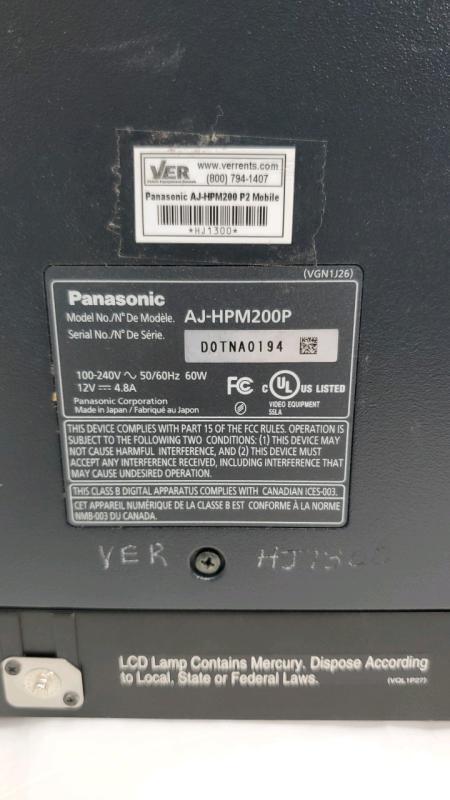 VER
www.verrents.com
(800) 794-1407
Panasonic AJ-HPM200 P2 Mobile
*HJ1300*
(VGN1J26)
Panasonic
Model No./N° De Modèle. AJ-HPM200P
Serial No./N° De Série. D0TNA0194
100-240V ∿ 50/60Hz 60W
12V ⎓ 4.8A
Panasonic Corporation
Made in Japan / Fabriqué au Japon
FC
C UL US LISTED
VIDEO EQUIPMENT
55LA
THIS DEVICE COMPLIES WITH PART 15 OF THE FCC RULES. OPERATION IS
SUBJECT TO THE FOLLOWING TWO CONDITIONS: (1) THIS DEVICE MAY
NOT CAUSE HARMFUL INTERFERENCE, AND (2) THIS DEVICE MUST
ACCEPT ANY INTERFERENCE RECEIVED, INCLUDING INTERFERENCE THAT
MAY CAUSE UNDESIRED OPERATION.
THIS CLASS B DIGITAL APPARATUS COMPLIES WITH CANADIAN ICES-003.
CET APPAREIL NUMÉRIQUE DE LA CLASSE B EST CONFORME À LA NORME
NMB-003 DU CANADA.
VER HJ1300
LCD Lamp Contains Mercury. Dispose According
to Local, State or Federal Laws.
(VQL1P27)